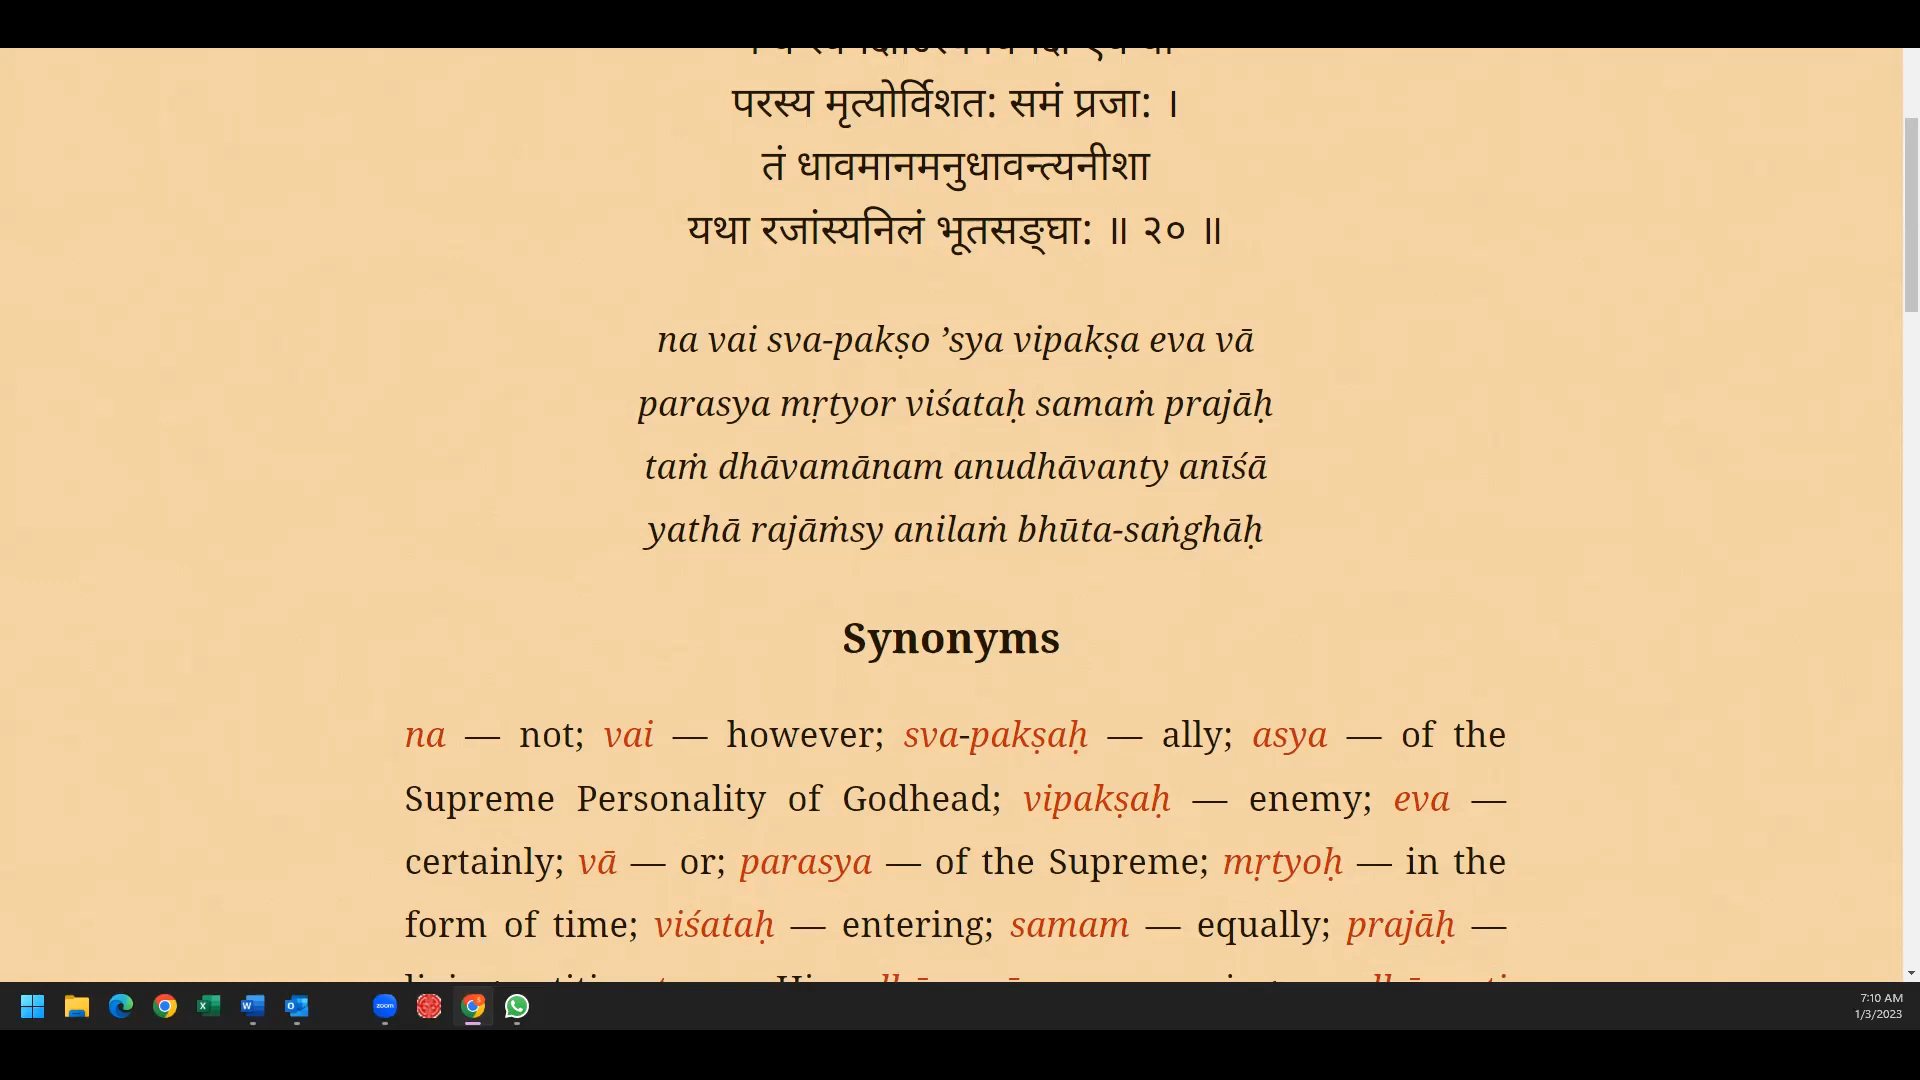 परस्य मृत्योर्विशत: समं प्रजा: ।
तं धावमानमनुधावन्त्यनीशा
यथा रजांस्यनिलं भूतसङ्घा: ॥ २० ॥
na vai sva-pakṣo ’sya vipakṣa eva vā
parasya mṛtyor viśataḥ samaṁ prajāḥ
taṁ dhāvamānam anudhāvanty anīśā
yathā rajāṁsy anilaṁ bhūta-saṅghāḥ
Synonyms
na — not; vai — however; sva-pakṣaḥ — ally; asya — of the
Supreme Personality of Godhead; vipakṣaḥ — enemy; eva —
certainly; vā — or; parasya — of the Supreme; mṛtyoḥ — in the
form of time; viśataḥ — entering; samam — equally; prajāḥ —
zoom
7:10 AM
1/3/2023